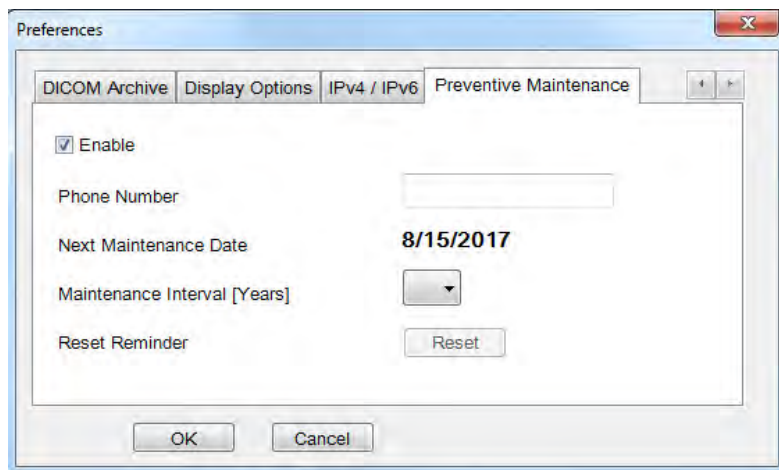 Preferences
DICOM Archive Display Options IPv4 / IPv6 Preventive Maintenance
Enable
Phone Number
Next Maintenance Date 8/15/2017
Maintenance Interval [Years]
Reset Reminder Reset
OK Cancel